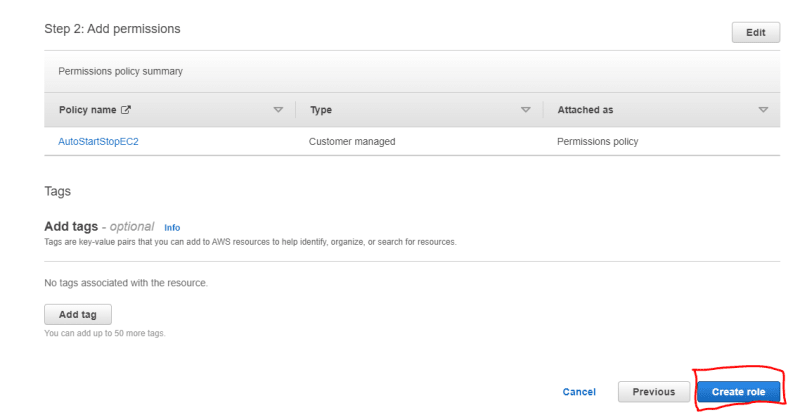 Step 2: Add permissions
Edit
Permissions policy summary
Policy name Type Attached as
AutoStartStopEC2 Customer managed Permissions policy
Tags
Add tags - optional Info
Tags are key-value pairs that you can add to AWS resources to help identify, organize, or search for resources.
No tags associated with the resource.
Add tag
You can add up to 50 more tags.
Cancel Previous Create role